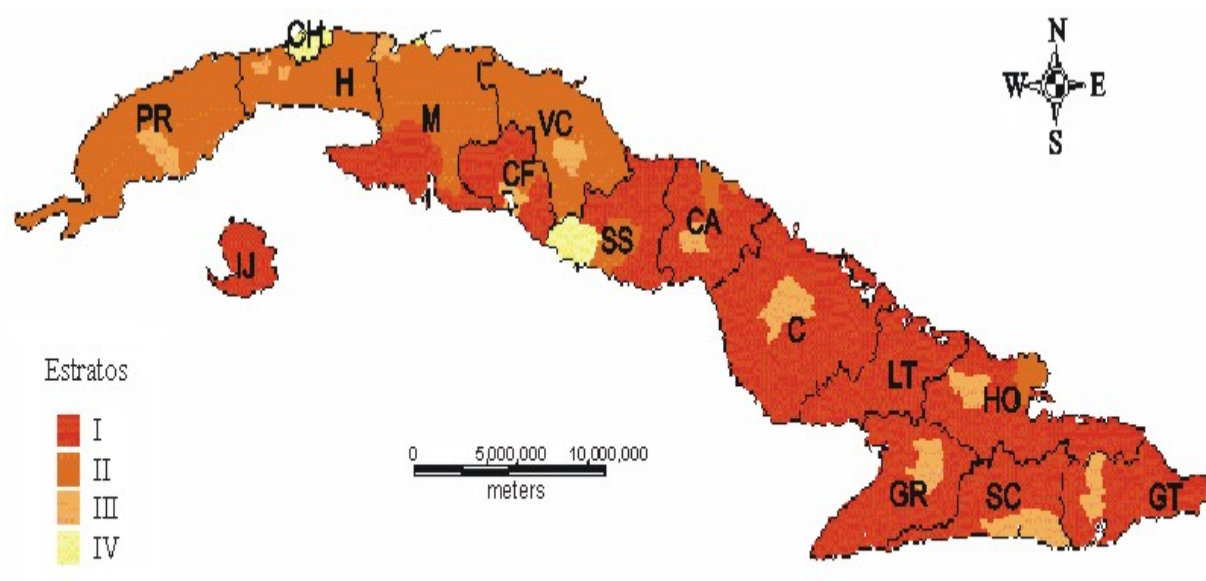 CH
N
W E
S
PR
H
M
VC
CF
IJ
SS
CA
C
LT
HO
GR
SC
GT
Estratos
I
II
III
IV
0 5,000,000 10,000,000
meters